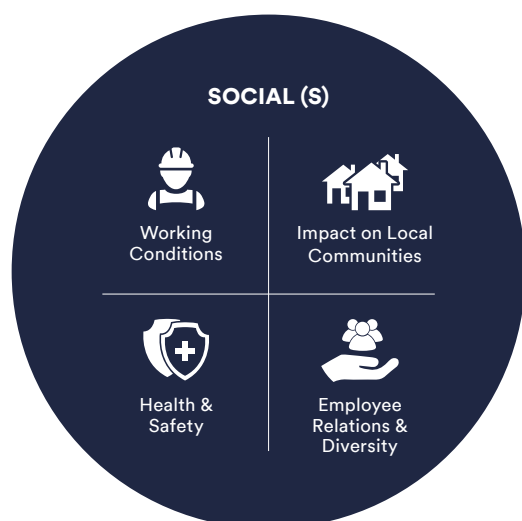 SOCIAL (S)
Working
Conditions
Impact on Local
Communities
Health &
Safety
Employee
Relations &
Diversity